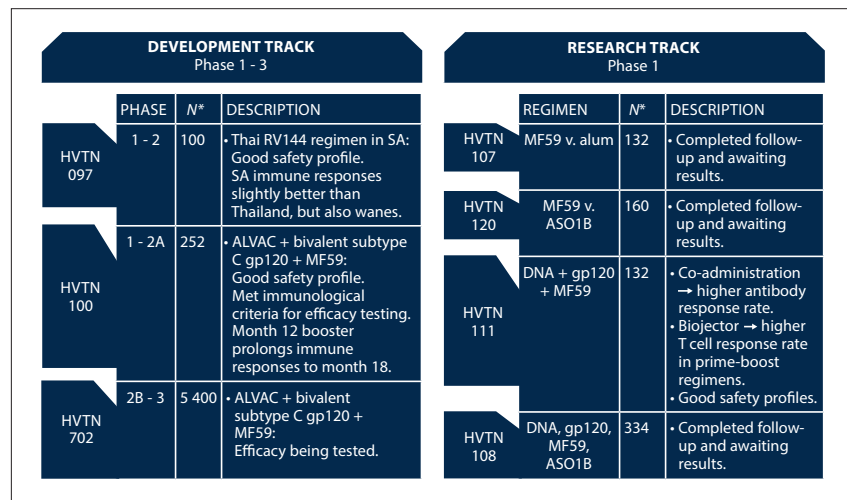 DEVELOPMENT TRACK
Phase 1 - 3
PHASE N* DESCRIPTION
HVTN
097
1 - 2 100 • Thai RV144 regimen in SA:
Good safety profile.
SA immune responses
slightly better than
Thailand, but also wanes.
HVTN
100
1 - 2A 252 • ALVAC + bivalent subtype
C gp120 + MF59:
Good safety profile.
Met immunological
criteria for efficacy testing.
Month 12 booster
prolongs immune
responses to month 18.
HVTN
702
2B - 3 5 400 • ALVAC + bivalent
subtype C gp120 +
MF59:
Efficacy being tested.
RESEARCH TRACK
Phase 1
REGIMEN N* DESCRIPTION
HVTN
107
MF59 v. alum 132 • Completed follow-
up and awaiting
results.
HVTN
120
MF59 v. 160 • Completed follow-
ASO1B up and awaiting
results.
HVTN
111
DNA + gp120 132 • Co-administration
+ MF59 → higher antibody
response rate.
• Biojector → higher
T cell response rate
in prime-boost
regimens.
• Good safety profiles.
HVTN
108
DNA, gp120, 334 • Completed follow-
MF59, up and awaiting
ASO1B results.